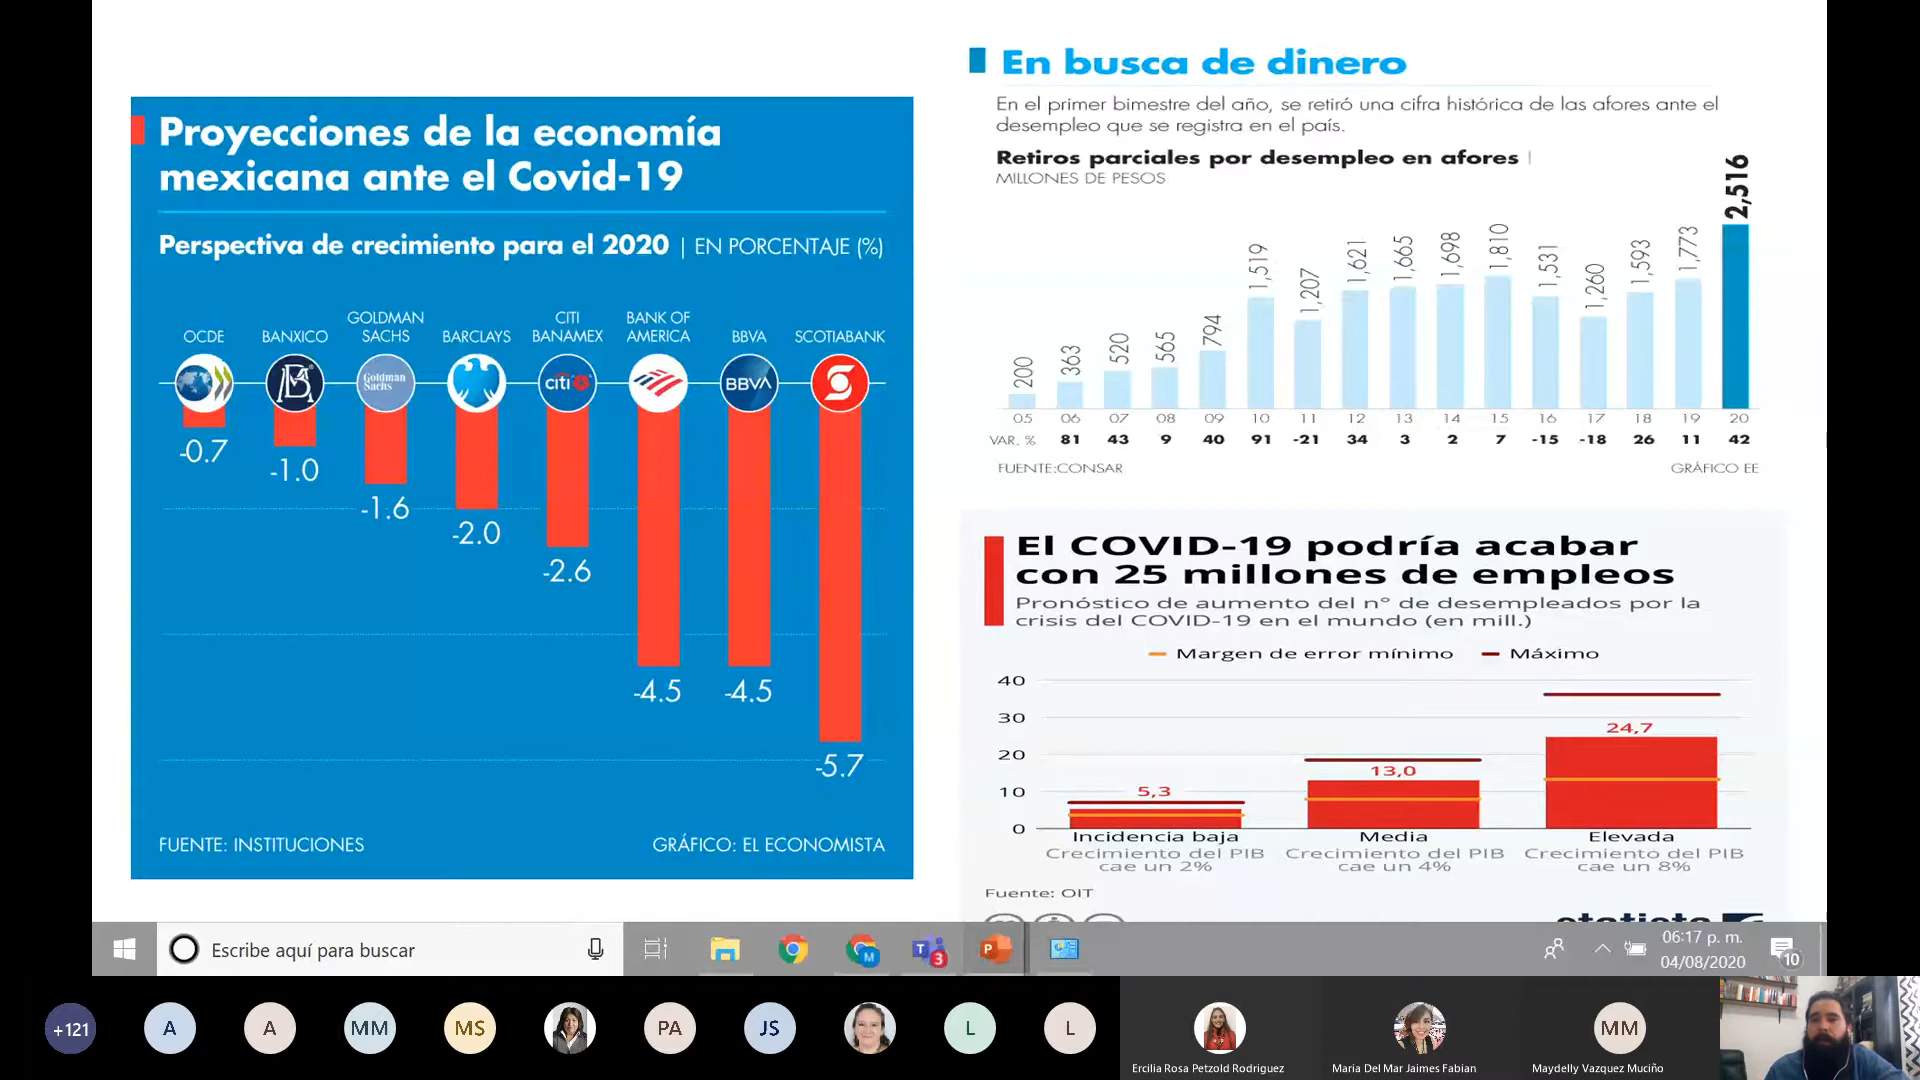 Proyecciones de la economía
mexicana ante el Covid-19
Perspectiva de crecimiento para el 2020 | EN PORCENTAJE (%)
OCDE
BANXICO
GOLDMAN
SACHS
BARCLAYS
CITI
BANAMEX
BANK OF
AMERICA
BBVA
SCOTIABANK
Goldman
Sachs
citi
BBVA
-0.7
-1.0
-1.6
-2.0
-2.6
-4.5
-4.5
-5.7
FUENTE: INSTITUCIONES
GRÁFICO: EL ECONOMISTA
En busca de dinero
En el primer bimestre del año, se retiró una cifra histórica de las afores ante el
desempleo que se registra en el país.
Retiros parciales por desempleo en afores |
MILLONES DE PESOS
200 363 520 565 794 1,519 1,207 1,621 1,665 1,698 1,810 1,531 1,260 1,593 1,773 2,516
05 06 07 08 09 10 11 12 13 14 15 16 17 18 19 20
VAR. % 81 43 9 40 91 -21 34 3 2 7 -15 -18 26 11 42
FUENTE:CONSAR
GRÁFICO EE
El COVID-19 podría acabar
con 25 millones de empleos
Pronóstico de aumento del n° de desempleados por la
crisis del COVID-19 en el mundo (en mill.)
Margen de error mínimo
Máximo
40
30
20
10
0
5,3
13,0
24,7
Incidencia baja
Crecimiento del PIB
cae un 2%
Media
Crecimiento del PIB
cae un 4%
Elevada
Crecimiento del PIB
cae un 8%
Fuente: OIT
Escribe aquí para buscar
M
T
3
P
06:17 p. m.
04/08/2020
10
+121
A
A
MM
MS
PA
JS
L
L
Ercilia Rosa Petzold Rodriguez
Maria Del Mar Jaimes Fabian
MM
Maydelly Vazquez Muciño